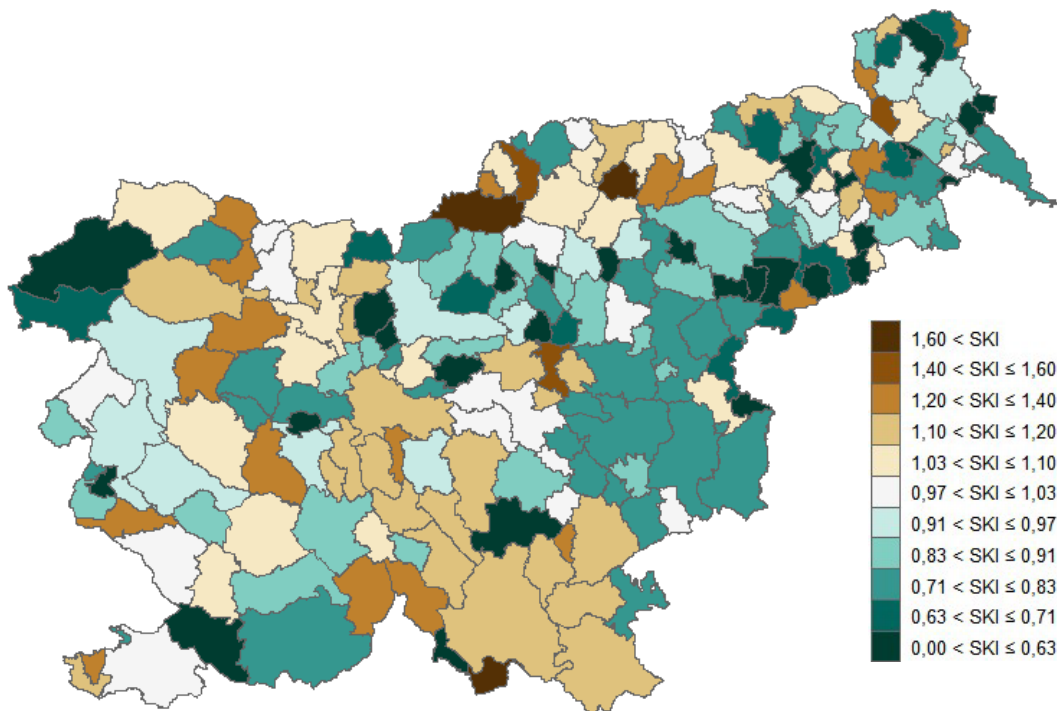 1,60 < SKI
1,40 < SKI ≤ 1,60
1,20 < SKI ≤ 1,40
1,10 < SKI ≤ 1,20
1,03 < SKI ≤ 1,10
0,97 < SKI ≤ 1,03
0,91 < SKI ≤ 0,97
0,83 < SKI ≤ 0,91
0,71 < SKI ≤ 0,83
0,63 < SKI ≤ 0,71
0,00 < SKI ≤ 0,63